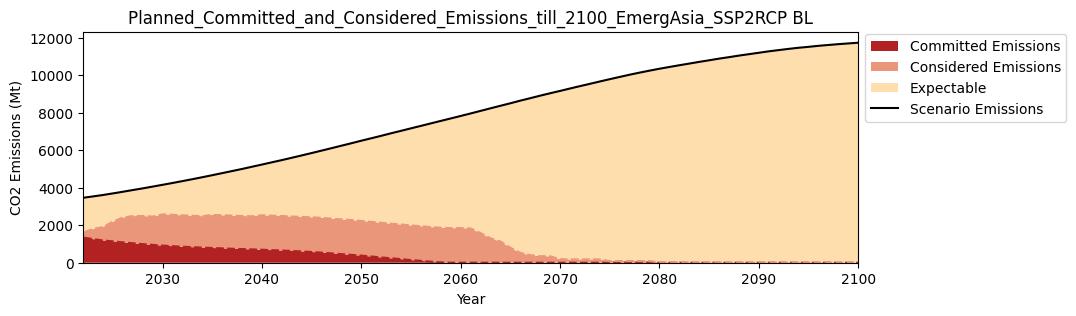 Planned_Committed_and_Considered_Emissions_till_2100_EmergAsia_SSP2RCP BL
12000
10000
8000
6000
4000
2000
0
CO2 Emissions (Mt)
2030 2040 2050 2060 2070 2080 2090 2100
Year
Committed Emissions
Considered Emissions
Expectable
Scenario Emissions